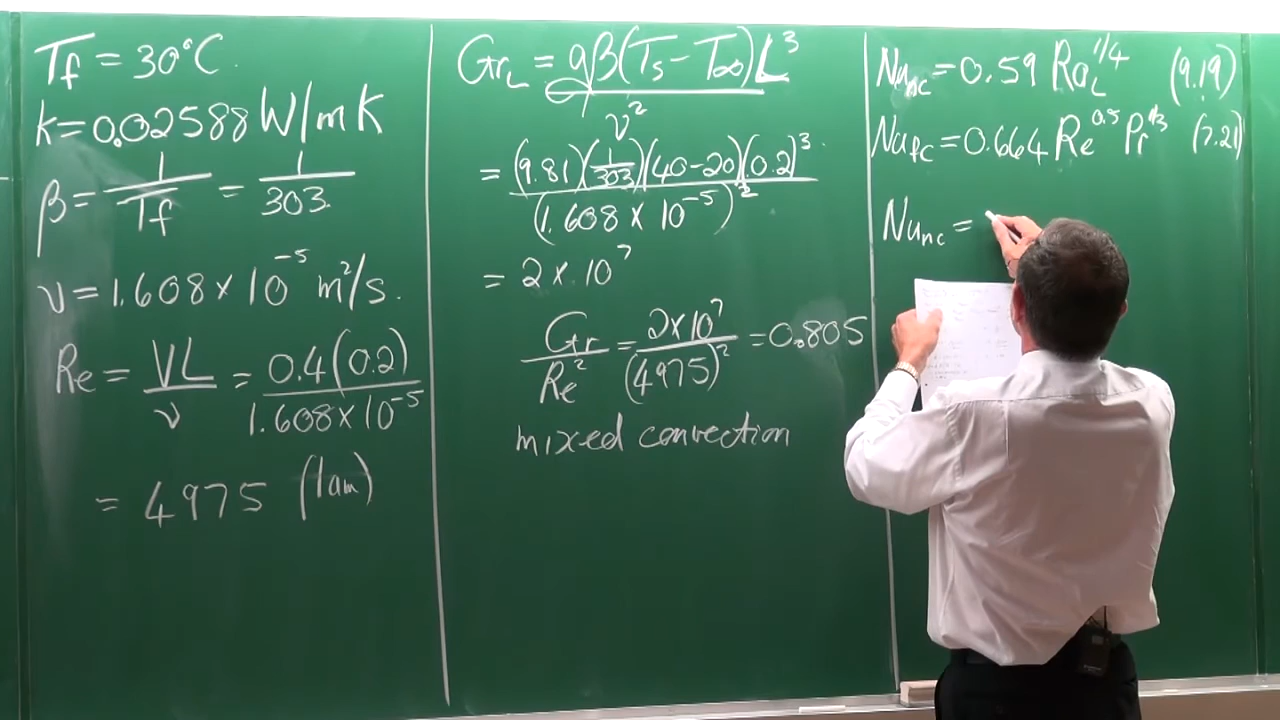 Tf = 30°C.
k = 0.02588 W/mK
β = 1/Tf = 1/303.
ν = 1.608 × 10⁻⁵ m²/s.
Re = VL/ν = 0.4(0.2)/1.608×10⁻⁵
= 4975 (lam)
Gr_L = gβ(Ts − T∞)L³/ν²
= (9.81)(1/303)(40−20)(0.2)³/(1.608 × 10⁻⁵)²
= 2 × 10⁷
Gr/Re² = 2×10⁷/(4975)² = 0.805
mixed convection
Nu_nc = 0.59 Ra_L^1/4 (9.19)
Nu_fc = 0.664 Re^0.5 Pr^1/3 (7.21)
Nu_nc =